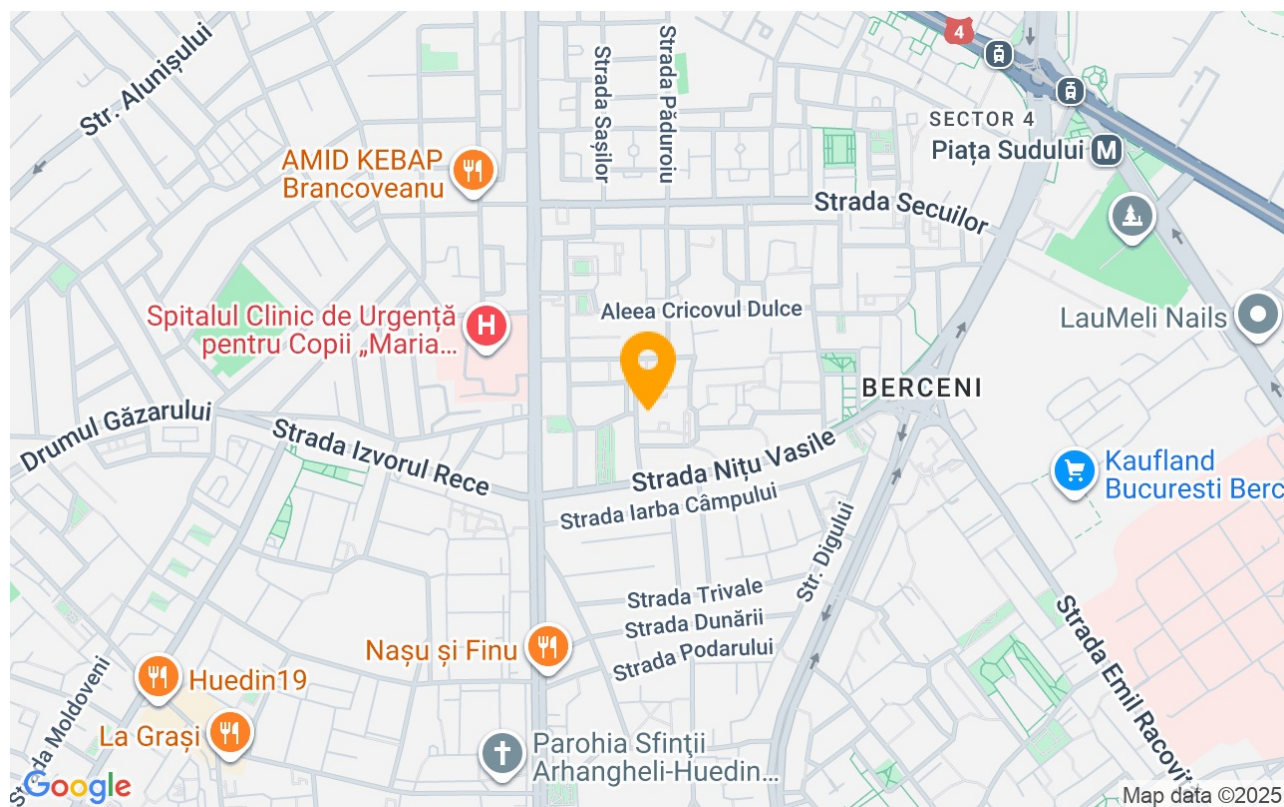 Str. Alunișului
Strada Sașilor
Strada Păduroiu
4
SECTOR 4
Piața Sudului M
AMID KEBAP
Brancoveanu
Strada Secuilor
Aleea Cricovul Dulce
LauMeli Nails
Spitalul Clinic de Urgență
pentru Copii „Maria...
H
BERCENI
Drumul Găzarului
Strada Izvorul Rece
Strada Nițu Vasile
Strada Iarba Câmpului
Kaufland
Bucuresti Berc
Str. Digului
Strada Trivale
Strada Dunării
Strada Podarului
Strada Emil Racovi
Nașu și Finu
Huedin19
La Grași
Strada Moldoveni
Parohia Sfinții
Arhangheli-Huedin...
Google
Map data ©2025